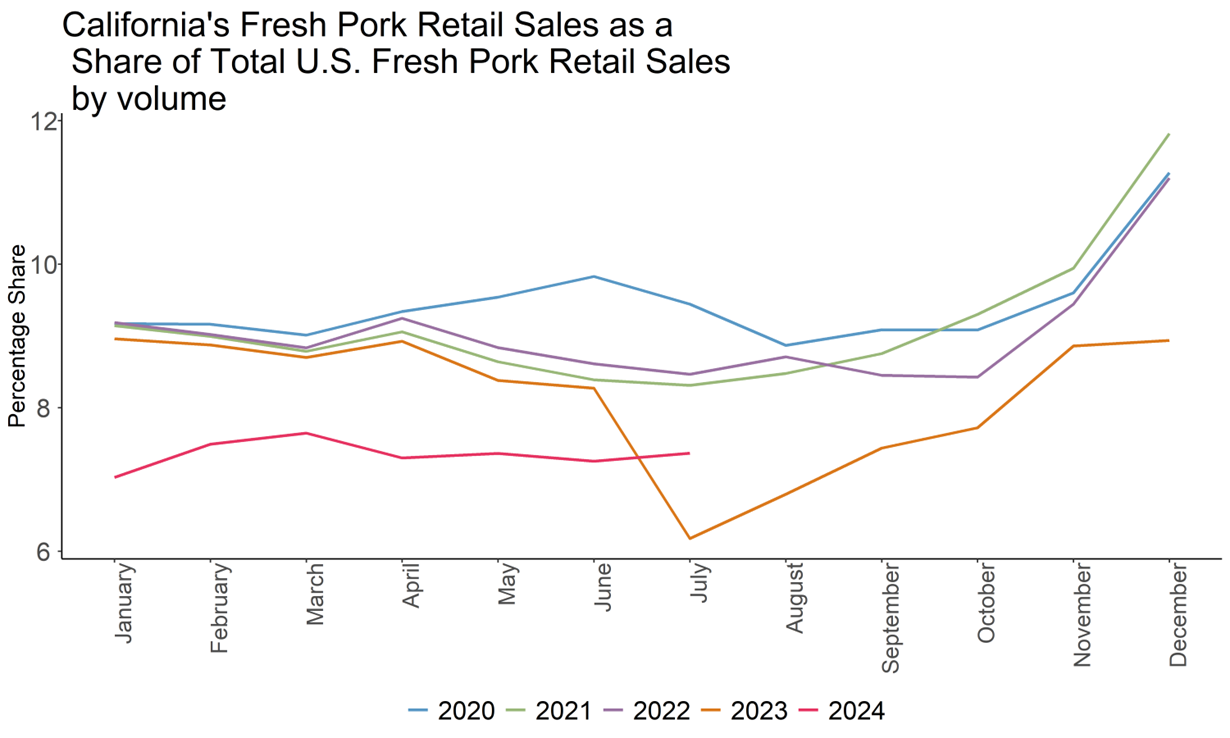 California's Fresh Pork Retail Sales as a
Share of Total U.S. Fresh Pork Retail Sales
by volume
Percentage Share
12
10
8
6
January
February
March
April
May
June
July
August
September
October
November
December
2020 2021 2022 2023 2024